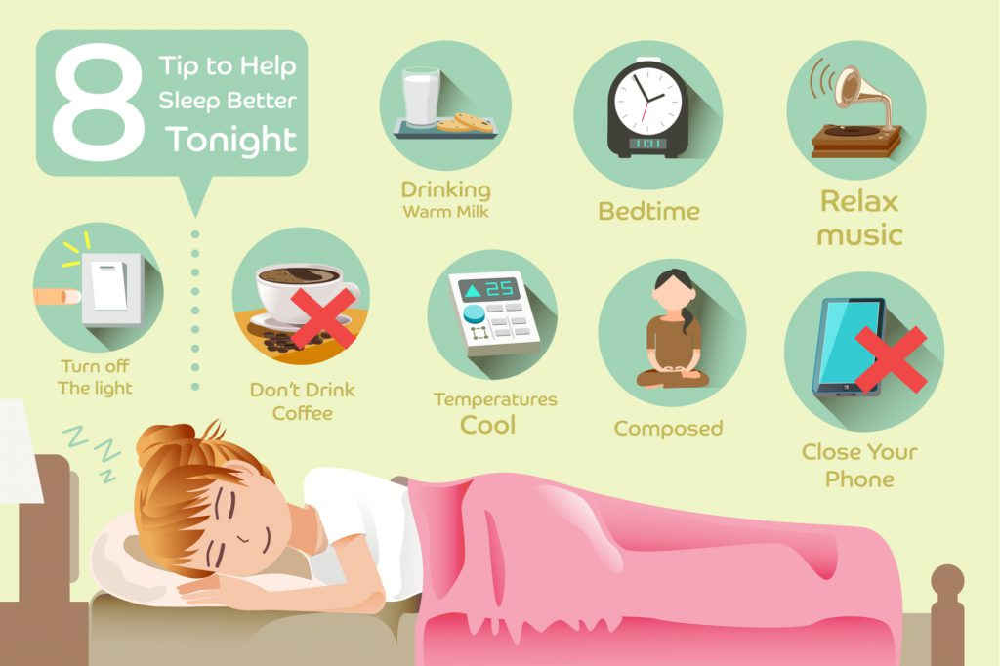 8
Tip to Help
Sleep Better
Tonight
Drinking
Warm Milk
Bedtime
Relax
music
Turn off
The light
Don't Drink
Coffee
25
Temperatures
Cool
Composed
Close Your
Phone
Z
Z
Z